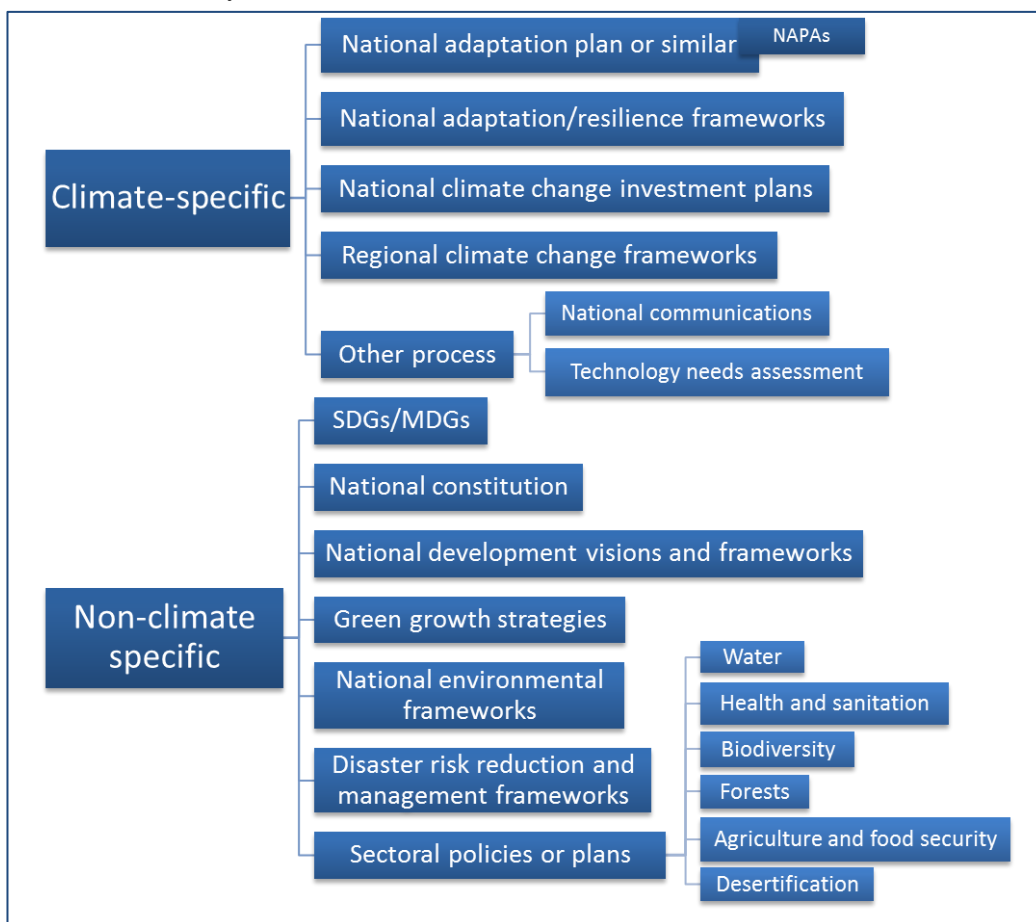 National adaptation plan or similar
NAPAs
National adaptation/resilience frameworks
Climate-specific
National climate change investment plans
Regional climate change frameworks
Other process
National communications
Technology needs assessment
SDGs/MDGs
National constitution
National development visions and frameworks
Non-climate
specific
Green growth strategies
National environmental
frameworks
Disaster risk reduction and
management frameworks
Sectoral policies or plans
Water
Health and sanitation
Biodiversity
Forests
Agriculture and food security
Desertification